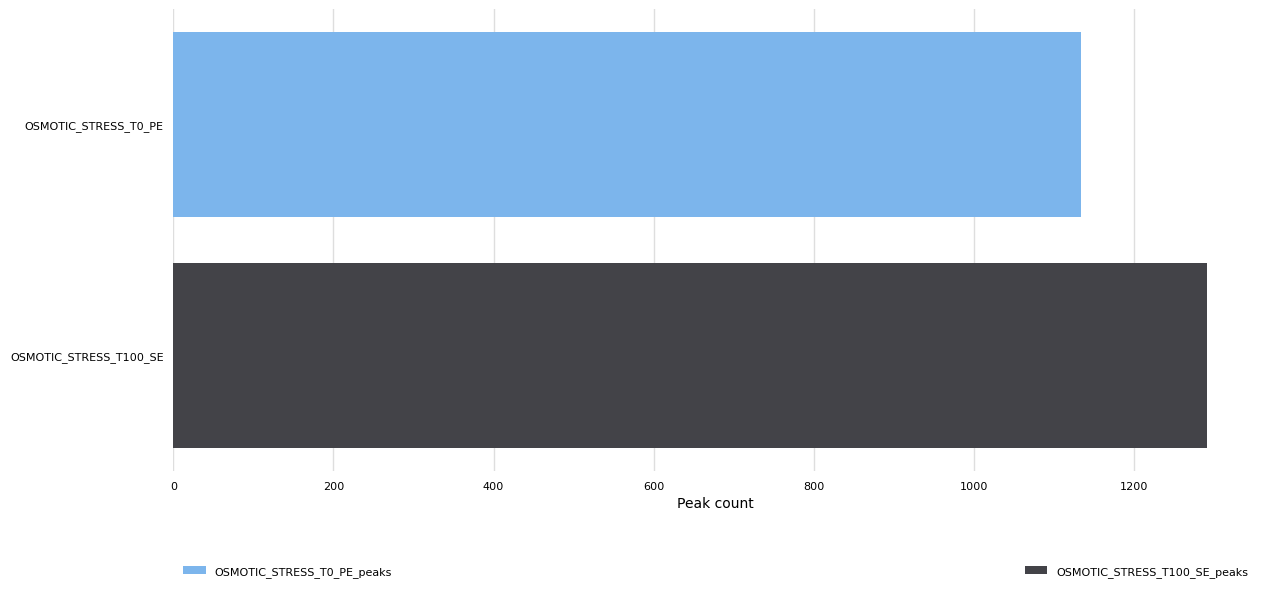 OSMOTIC_STRESS_T0_PE
OSMOTIC_STRESS_T100_SE
0 200 400 600 800 1000 1200
Peak count
OSMOTIC_STRESS_T0_PE_peaks OSMOTIC_STRESS_T100_SE_peaks